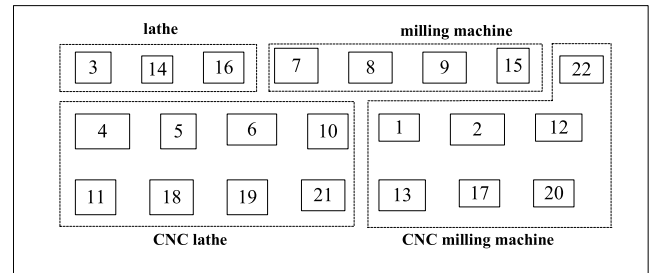 lathe milling machine
3 14 16 7 8 9 15 22
4 5 6 10 1 2 12
11 18 19 21 13 17 20
CNC lathe CNC milling machine